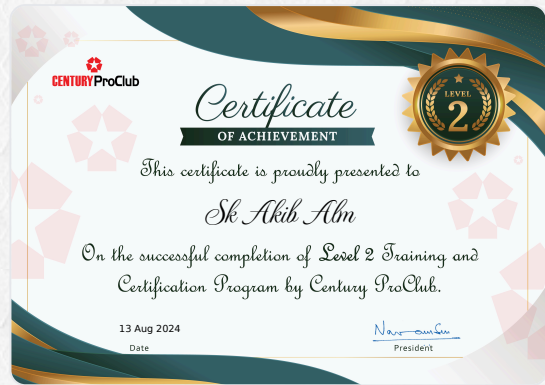 CENTURY ProClub
Certificate
OF ACHIEVEMENT
LEVEL
2
This certificate is proudly presented to
Sk Akib Alm
On the successful completion of Level 2 Training and
Certification Program by Century ProClub.
13 Aug 2024
Date
President